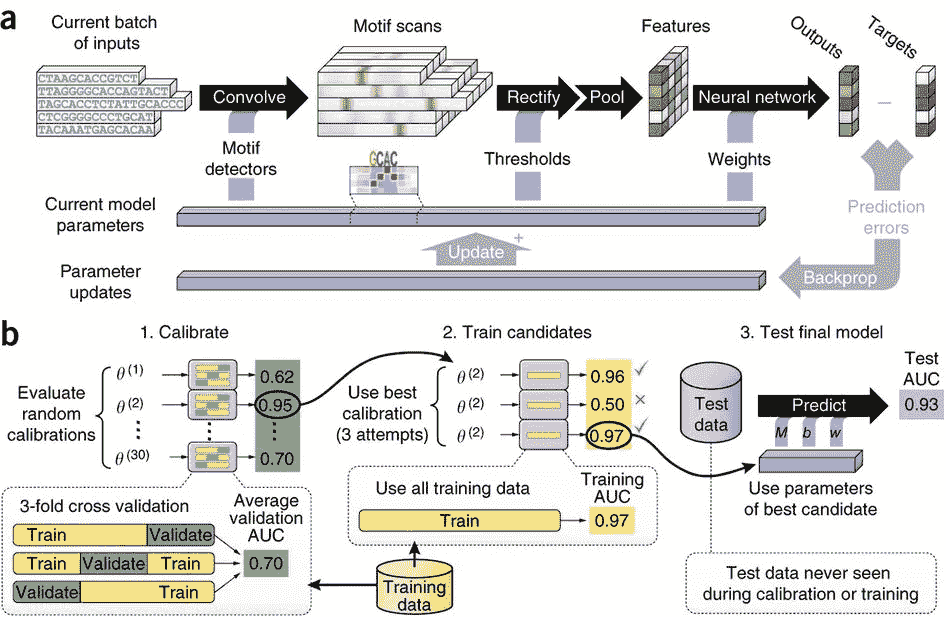 a
Current batch
of inputs
Motif scans
Features
Outputs
Targets
CTAAGCACCGTCT
TTAGGGGCACCAGTACT
TAGCACCTCTATTGCACCC
CTCGGGGCCCTGCAT
TACAAATGAGCACAA
Convolve
Rectify
Pool
Neural network
–
Motif
detectors
GCAC
Thresholds
Weights
Current model
parameters
Prediction
errors
Update
+
Parameter
updates
Backprop
b
1. Calibrate
2. Train candidates
3. Test final model
Evaluate
random
calibrations
θ(1)
0.62
θ(2)
0.95
θ(30)
0.70
Use best
calibration
(3 attempts)
θ(2)
0.96
✓
θ(2)
0.50
×
θ(2)
0.97
✓
Test
data
Predict
Test
AUC
0.93
M b w
Use parameters
of best candidate
3-fold cross validation
Average
validation
AUC
Train Validate
Train Validate Train
Validate Train
0.70
Use all training data
Training
AUC
Train
0.97
Training
data
Test data never seen
during calibration or training